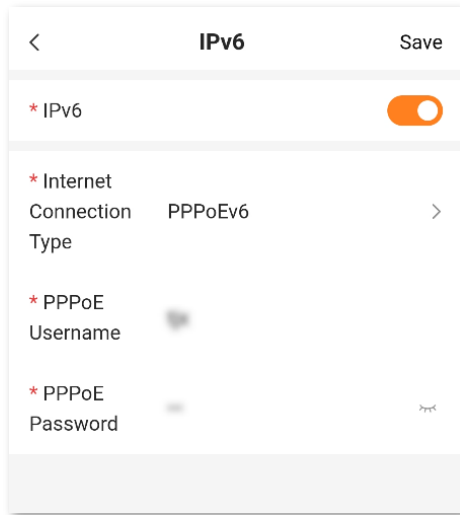 IPv6 Save
* IPv6
* Internet
Connection PPPoEv6
Type
* PPPoE
Username
* PPPoE
Password